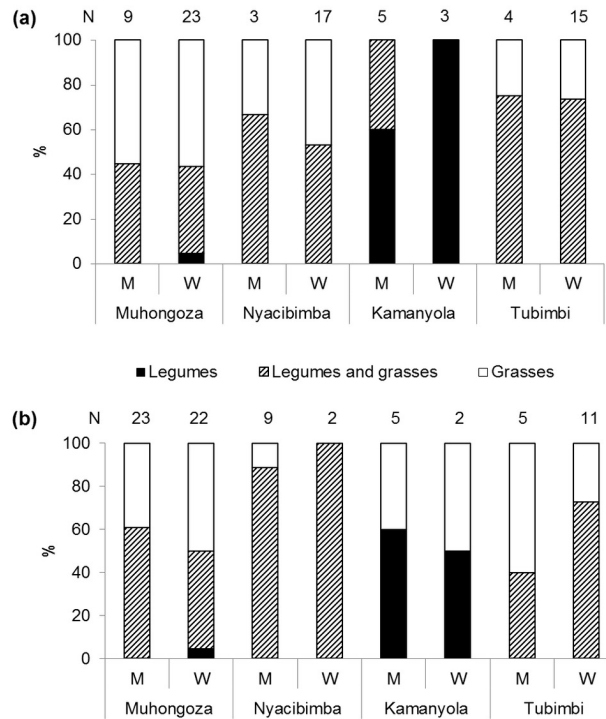 (a) N 9 23 3 17 5 3 4 15
100
80
60
40
20
0
%
M W M W M W M W
Muhongoza Nyacibimba Kamanyola Tubimbi
Legumes Legumes and grasses Grasses
(b) N 23 22 9 2 5 2 5 11
100
80
60
40
20
0
%
M W M W M W M W
Muhongoza Nyacibimba Kamanyola Tubimbi